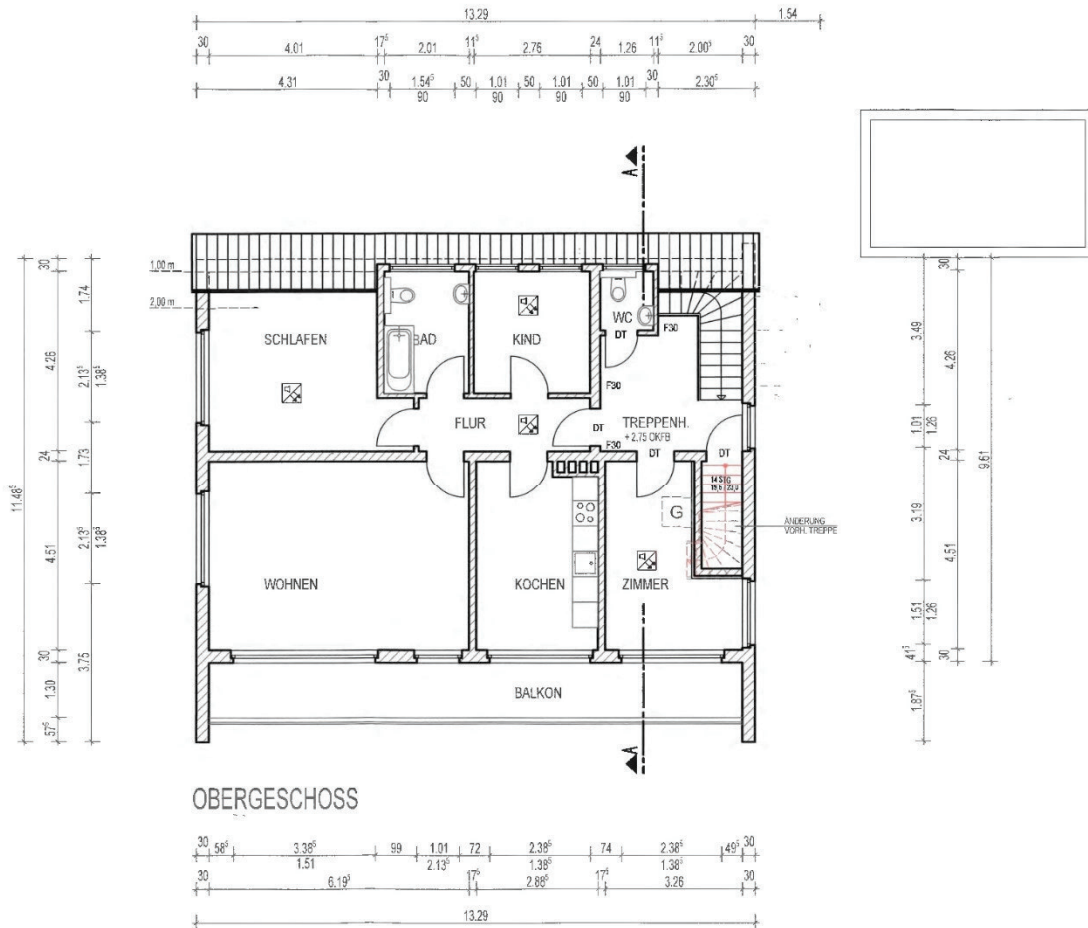 13.29 1.54
30 4.01 17⁵ 2.01 11⁵ 2.76 24 1.26 11⁵ 2.00⁵ 30
4.31 30 1.54⁵ 50 1.01 50 1.01 50 1.01 30 2.30⁵
90 90 90 90
A
1,00 m
2,00 m
SCHLAFEN
BAD
KIND
WC
DT
F30
F30
FLUR
DT
TREPPENH.
+ 2.75 OKFB
F30
DT
DT
14 STG
G
ÄNDERUNG
VORH. TREPPE
WOHNEN
KOCHEN
ZIMMER
BALKON
A
11.48⁵
30
4.26
24
4.51
30
1.30
57⁵
1.74
2.13⁵
1.38⁵
1.73
2.13⁵
1.38⁵
3.75
3.49
1.01
1.26
3.19
1.51
1.26
41⁵
1.87⁵
30
4.26
24
4.51
30
9.61
OBERGESCHOSS
30 58⁵ 3.38⁵ 99 1.01 72 2.38⁵ 74 2.38⁵ 49⁵ 30
1.51 2.13⁵ 1.38⁵ 1.38⁵
30 6.19⁵ 17⁵ 2.88⁵ 17⁵ 3.26 30
13.29